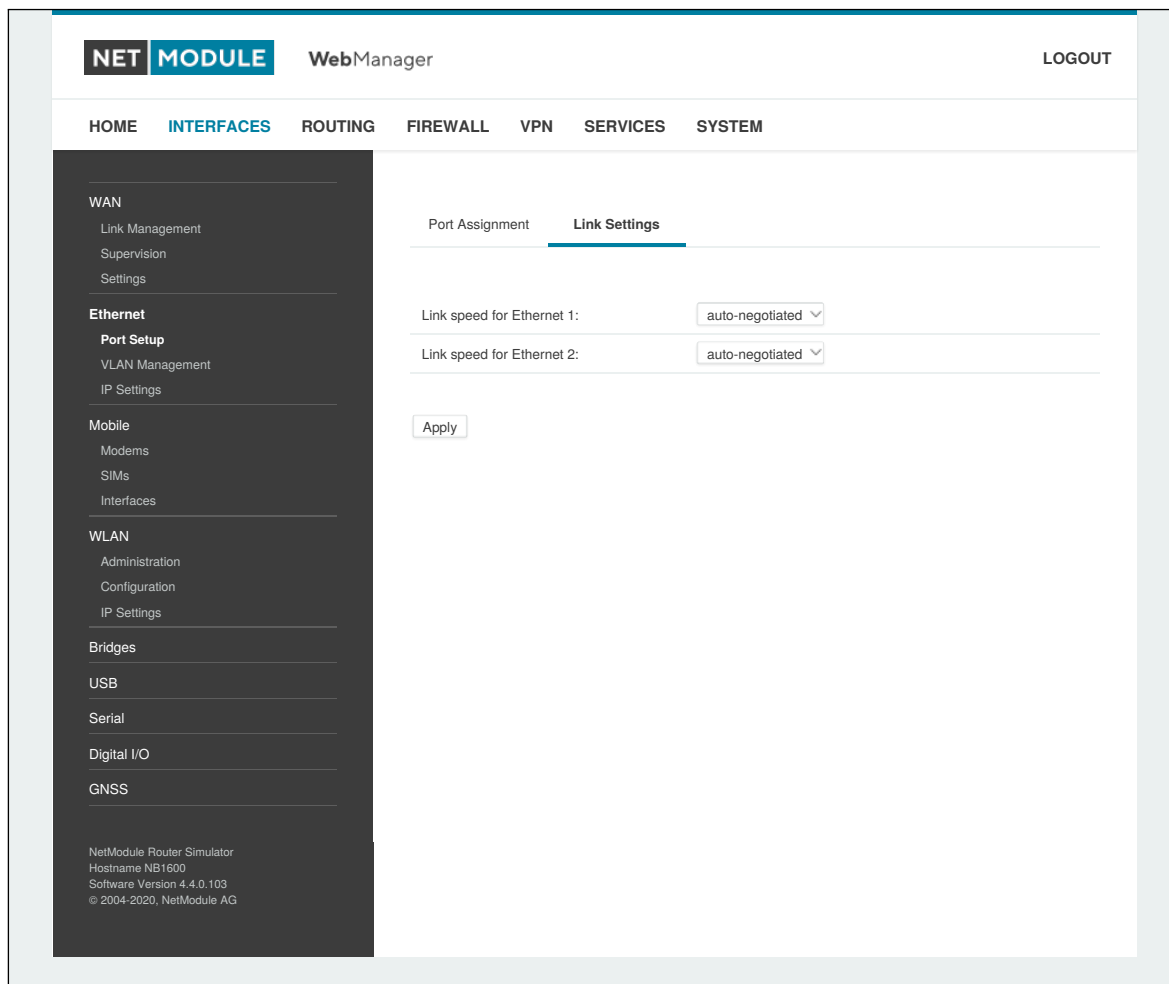 NET MODULE WebManager LOGOUT
HOME INTERFACES ROUTING FIREWALL VPN SERVICES SYSTEM
WAN
Link Management
Supervision
Settings
Ethernet
Port Setup
VLAN Management
IP Settings
Mobile
Modems
SIMs
Interfaces
WLAN
Administration
Configuration
IP Settings
Bridges
USB
Serial
Digital I/O
GNSS
NetModule Router Simulator
Hostname NB1600
Software Version 4.4.0.103
© 2004-2020, NetModule AG
Port Assignment Link Settings
Link speed for Ethernet 1: auto-negotiated
Link speed for Ethernet 2: auto-negotiated
Apply